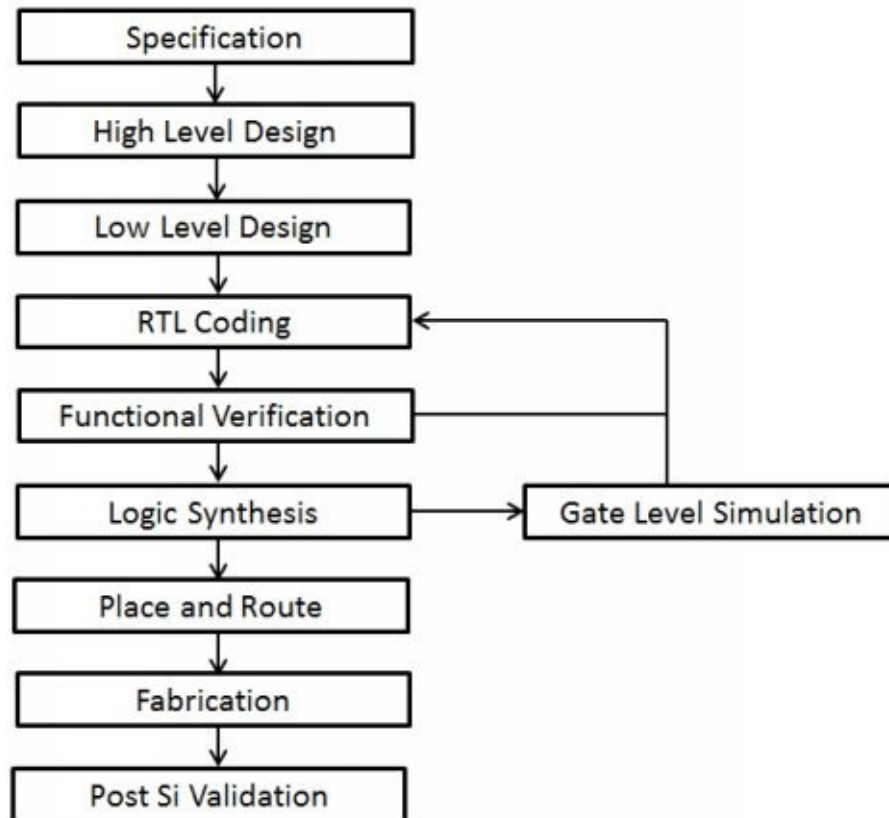 Specification
High Level Design
Low Level Design
RTL Coding
Functional Verification
Logic Synthesis
Gate Level Simulation
Place and Route
Fabrication
Post Si Validation